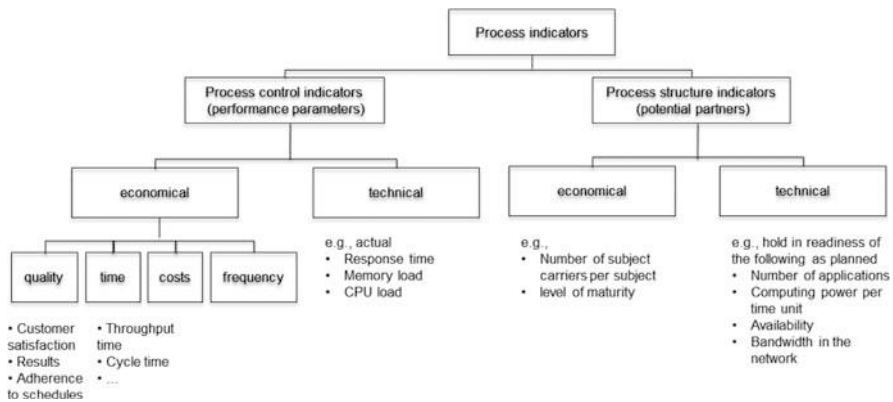 Process indicators
Process control indicators
(performance parameters)
Process structure indicators
(potential partners)
economical
technical
economical
technical
quality
time
costs
frequency
• Customer
satisfaction
• Results
• Adherence
to schedules
• Throughput
time
• Cycle time
• ...
e.g., actual
• Response time
• Memory load
• CPU load
e.g.,
• Number of subject
carriers per subject
• level of maturity
e.g., hold in readiness of
the following as planned
• Number of applications
• Computing power per
time unit
• Availability
• Bandwidth in the
network